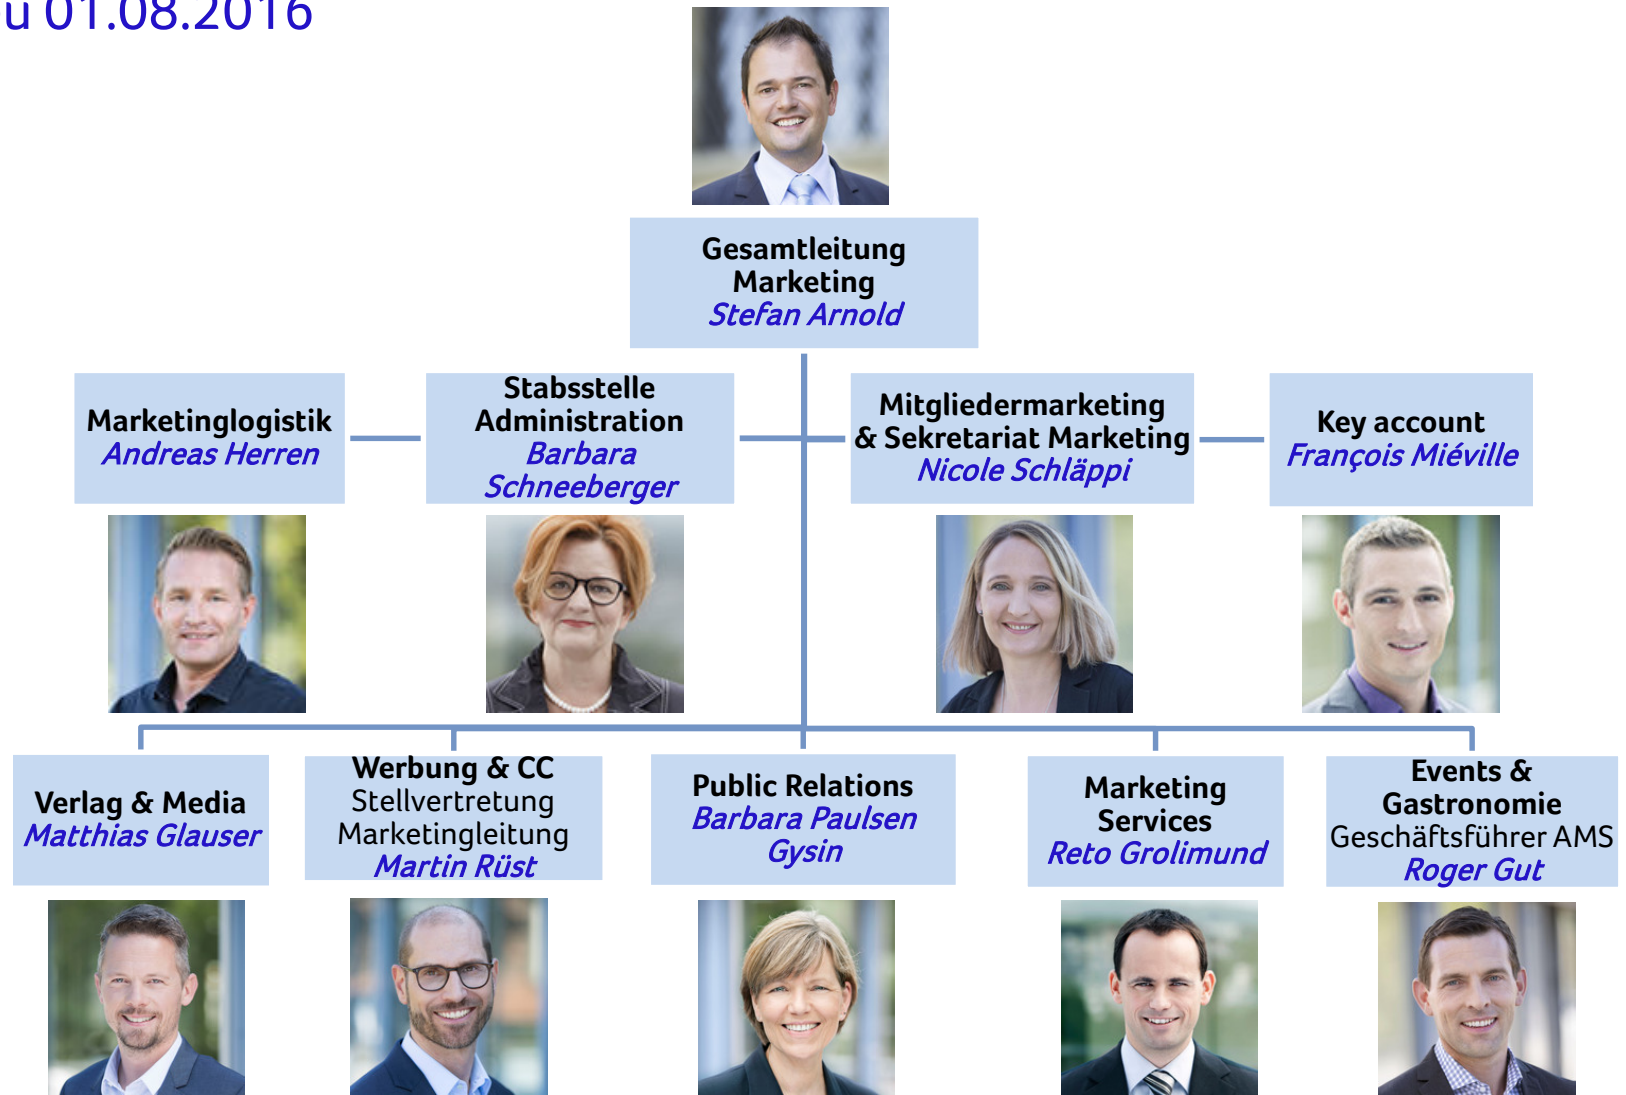 u 01.08.2016
Gesamtleitung
Marketing
Stefan Arnold
Marketinglogistik
Andreas Herren
Stabsstelle
Administration
Barbara
Schneeberger
Mitgliedermarketing
& Sekretariat Marketing
Nicole Schläppi
Key account
François Miéville
Verlag & Media
Matthias Glauser
Werbung & CC
Stellvertretung
Marketingleitung
Martin Rüst
Public Relations
Barbara Paulsen
Gysin
Marketing
Services
Reto Grolimund
Events &
Gastronomie
Geschäftsführer AMS
Roger Gut